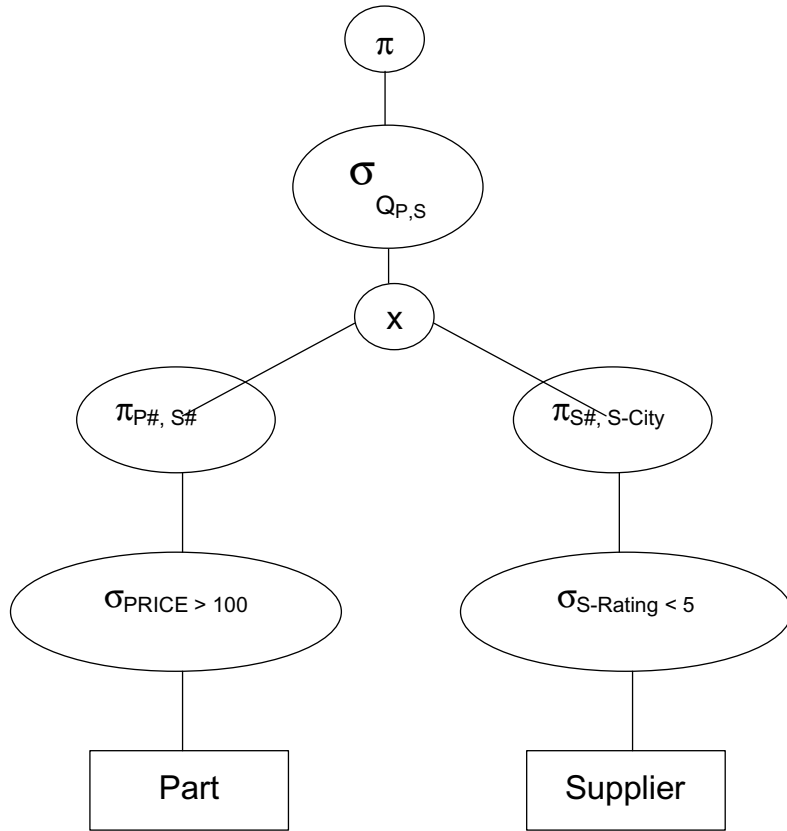 π
σ
Q_P,S
x
π_P#, S#
π_S#, S-City
σ_PRICE > 100
σ_S-Rating < 5
Part
Supplier